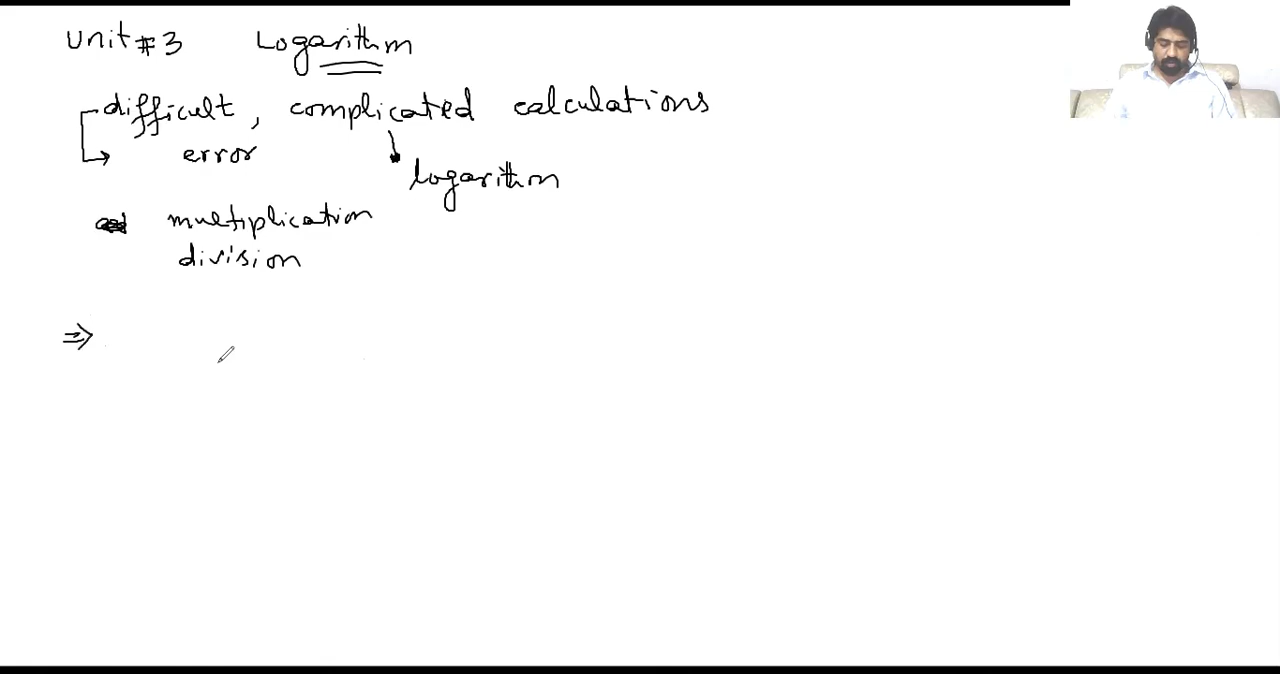 Unit # 3 Logarithm
difficult, complicated calculations
error
logarithm
multiplication
division
⇒